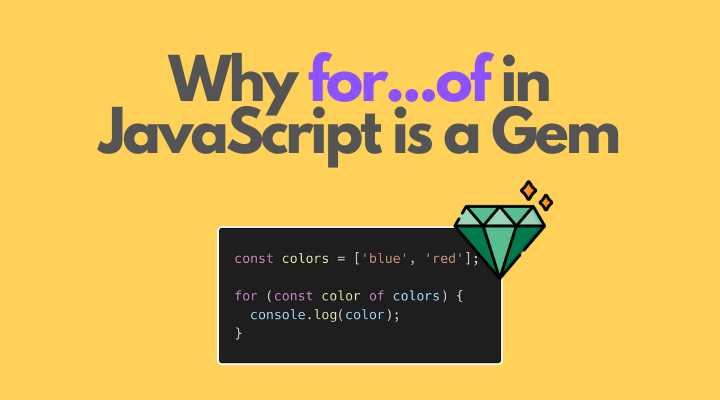 Why for...of in
JavaScript is a Gem
const colors = ['blue', 'red'];
for (const color of colors) {
  console.log(color);
}